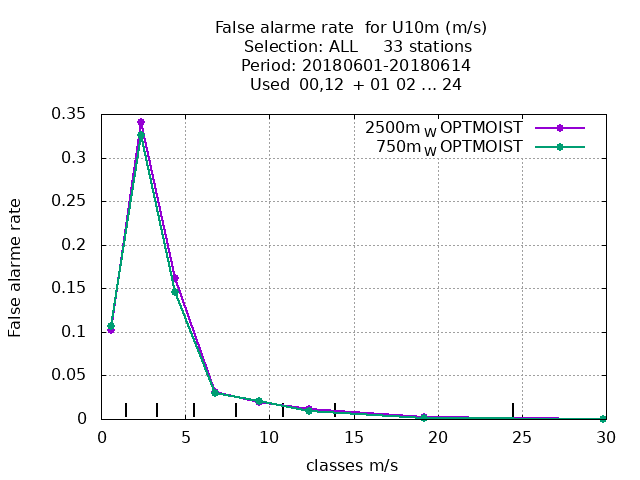 False alarme rate for U10m (m/s)
Selection: ALL 33 stations
Period: 20180601-20180614
Used 00,12 + 01 02 ... 24
2500m W OPTMOIST
750m W OPTMOIST
False alarme rate
0.35
0.3
0.25
0.2
0.15
0.1
0.05
0
0 5 10 15 20 25 30
classes m/s